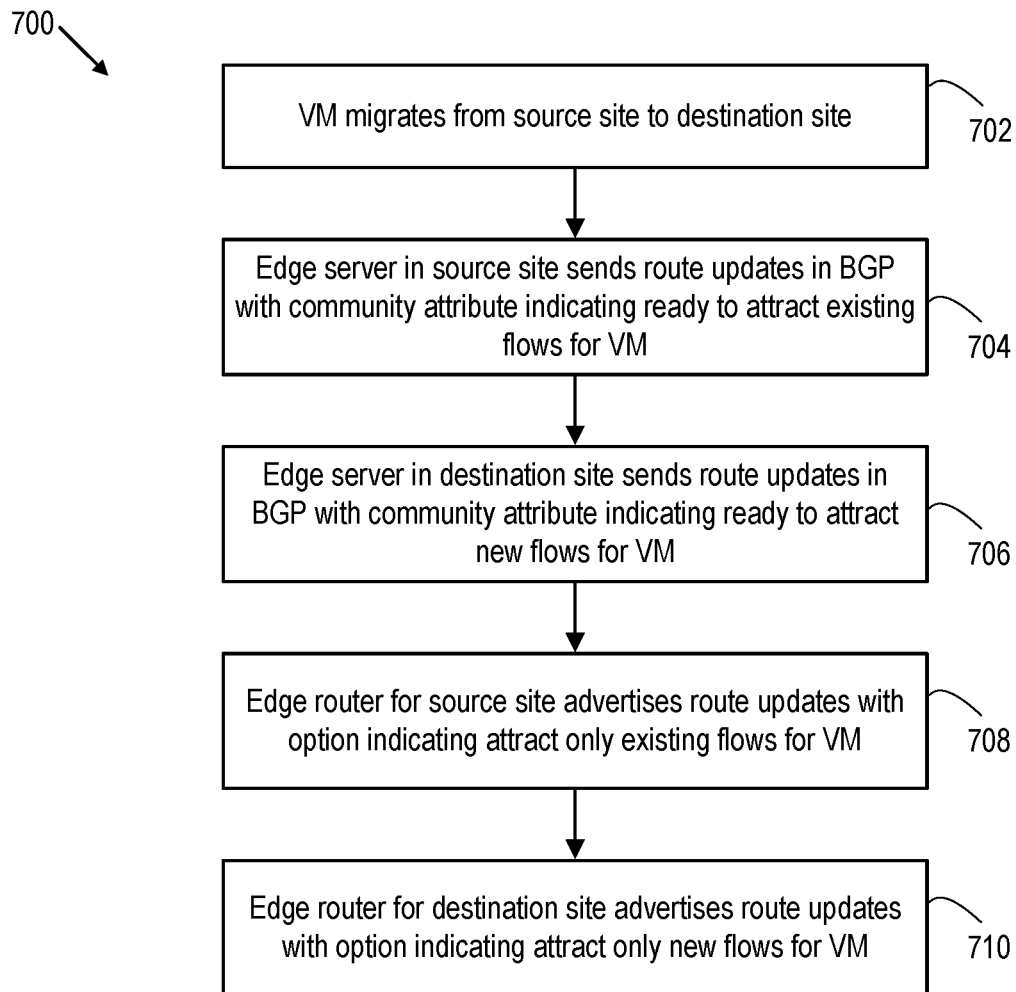 700
VM migrates from source site to destination site
702
Edge server in source site sends route updates in BGP
with community attribute indicating ready to attract existing
flows for VM
704
Edge server in destination site sends route updates in
BGP with community attribute indicating ready to attract
new flows for VM
706
Edge router for source site advertises route updates with
option indicating attract only existing flows for VM
708
Edge router for destination site advertises route updates
with option indicating attract only new flows for VM
710